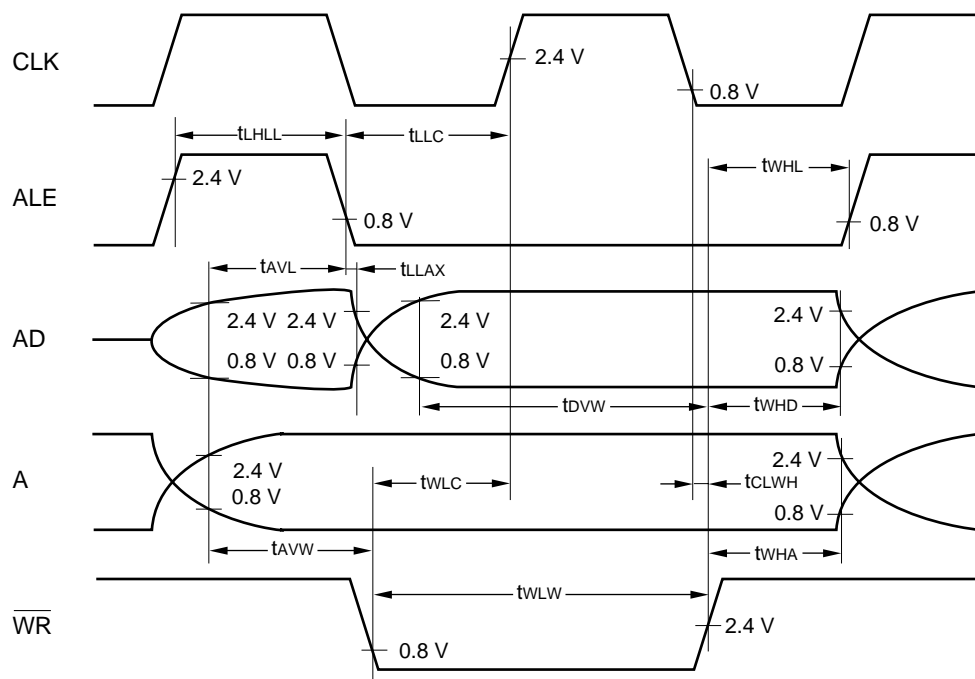 CLK
2.4 V
0.8 V
tLHLL
tLLC
tWHL
ALE
2.4 V
0.8 V
0.8 V
tAVL
tLLAX
AD
2.4 V 2.4 V 2.4 V 2.4 V
0.8 V 0.8 V 0.8 V 0.8 V
tDVW
tWHD
A
2.4 V
0.8 V
tWLC
tCLWH
2.4 V
0.8 V
tAVW
tWHA
WR
tWLW
0.8 V
2.4 V